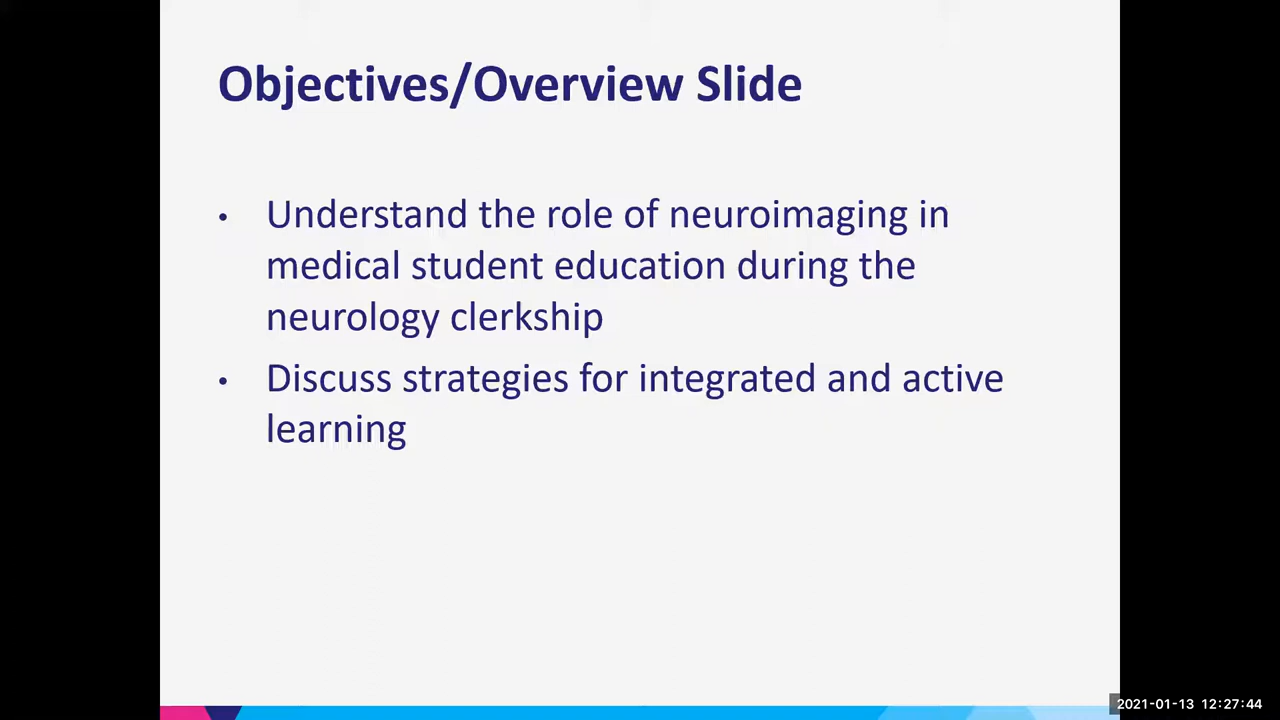 Objectives/Overview Slide
• Understand the role of neuroimaging in
medical student education during the
neurology clerkship
• Discuss strategies for integrated and active
learning
2021-01-13 12:27:44